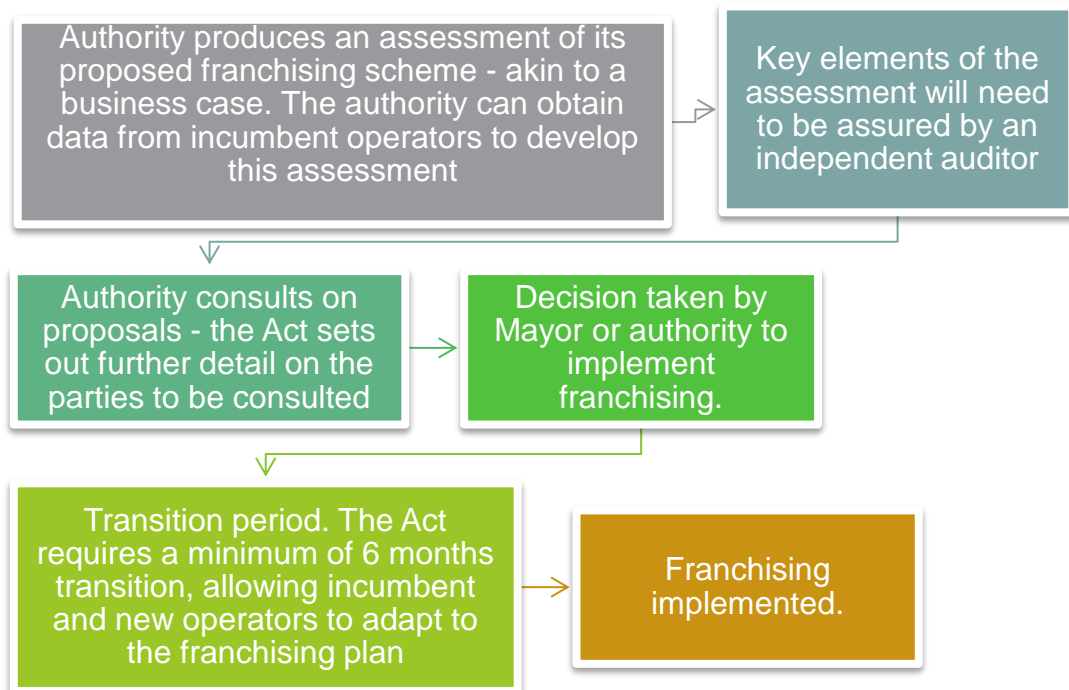 Authority produces an assessment of its
proposed franchising scheme - akin to a
business case. The authority can obtain
data from incumbent operators to develop
this assessment
Key elements of the
assessment will need
to be assured by an
independent auditor
Authority consults on
proposals - the Act sets
out further detail on the
parties to be consulted
Decision taken by
Mayor or authority to
implement
franchising.
Transition period. The Act
requires a minimum of 6 months
transition, allowing incumbent
and new operators to adapt to
the franchising plan
Franchising
implemented.